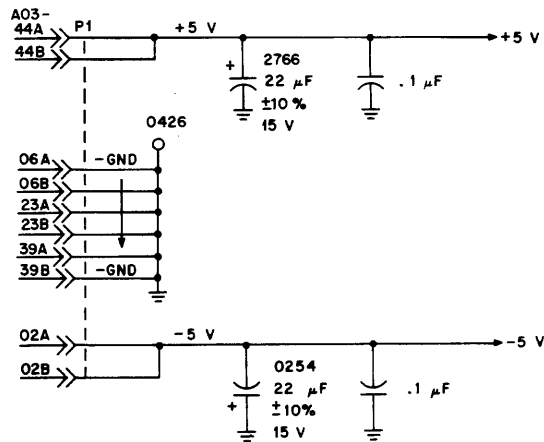 A03-
44A P1 +5 V +5 V
44B
+ 2766
22 µF .1 µF
±10%
15 V
0426
06A -GND
06B
23A
23B
39A
39B -GND
02A -5 V -5 V
02B
0254
22 µF .1 µF
+ ±10%
15 V